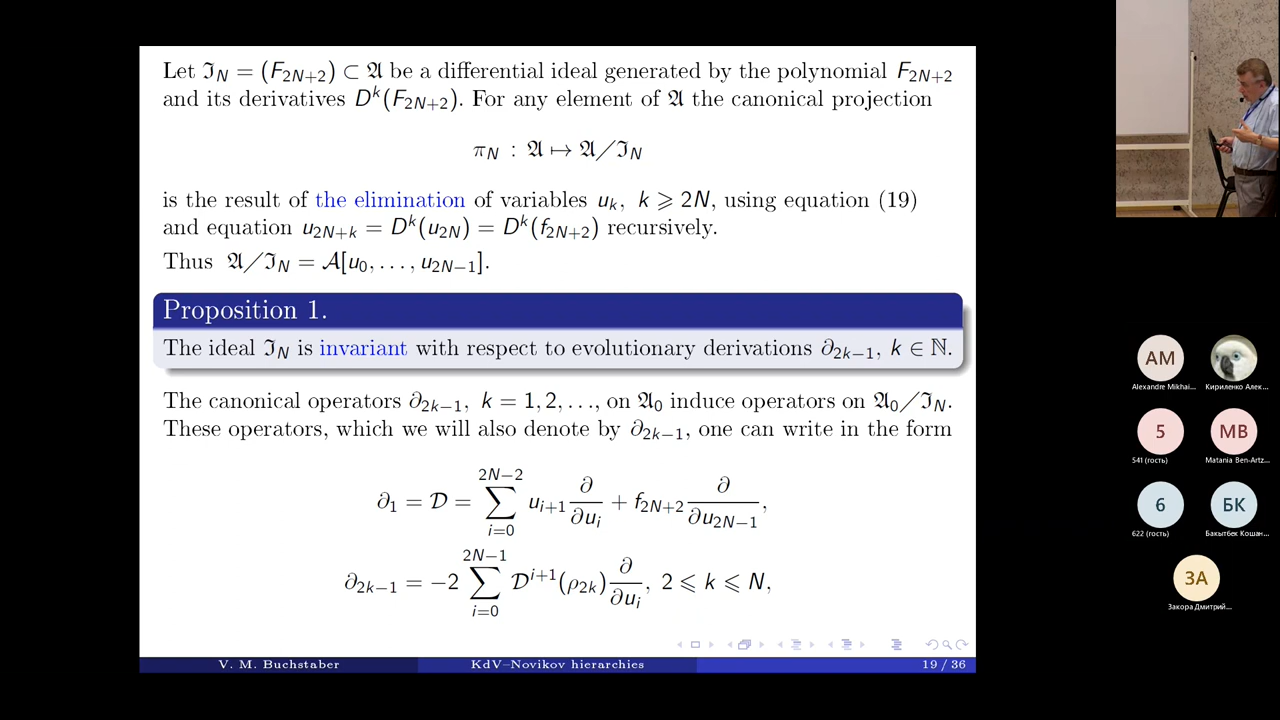 Let 𝔍_N = (F_{2N+2}) ⊂ 𝔄 be a differential ideal generated by the polynomial F_{2N+2}
and its derivatives D^k(F_{2N+2}). For any element of 𝔄 the canonical projection
π_N : 𝔄 ↦ 𝔄/𝔍_N
is the result of the elimination of variables u_k, k ⩾ 2N, using equation (19)
and equation u_{2N+k} = D^k(u_{2N}) = D^k(f_{2N+2}) recursively.
Thus 𝔄/𝔍_N = 𝒜[u_0, . . . , u_{2N−1}].
Proposition 1.
The ideal 𝔍_N is invariant with respect to evolutionary derivations ∂_{2k−1}, k ∈ ℕ.
The canonical operators ∂_{2k−1}, k = 1, 2, . . ., on 𝔄_0 induce operators on 𝔄_0/𝔍_N.
These operators, which we will also denote by ∂_{2k−1}, one can write in the form
∂_1 = 𝒟 = ∑_{i=0}^{2N−2} u_{i+1} ∂/∂u_i + f_{2N+2} ∂/∂u_{2N−1},
∂_{2k−1} = −2 ∑_{i=0}^{2N−1} 𝒟^{i+1}(ρ_{2k}) ∂/∂u_i, 2 ⩽ k ⩽ N,
V. M. Buchstaber KdV–Novikov hierarchies 19 / 36
AM
Alexandre Mikhai...
Кириленко Алек...
5
541 (гость)
MB
Matania Ben-Artz...
6
622 (гость)
БК
Бакытбек Кошан...
ЗА
Закора Дмитрий...